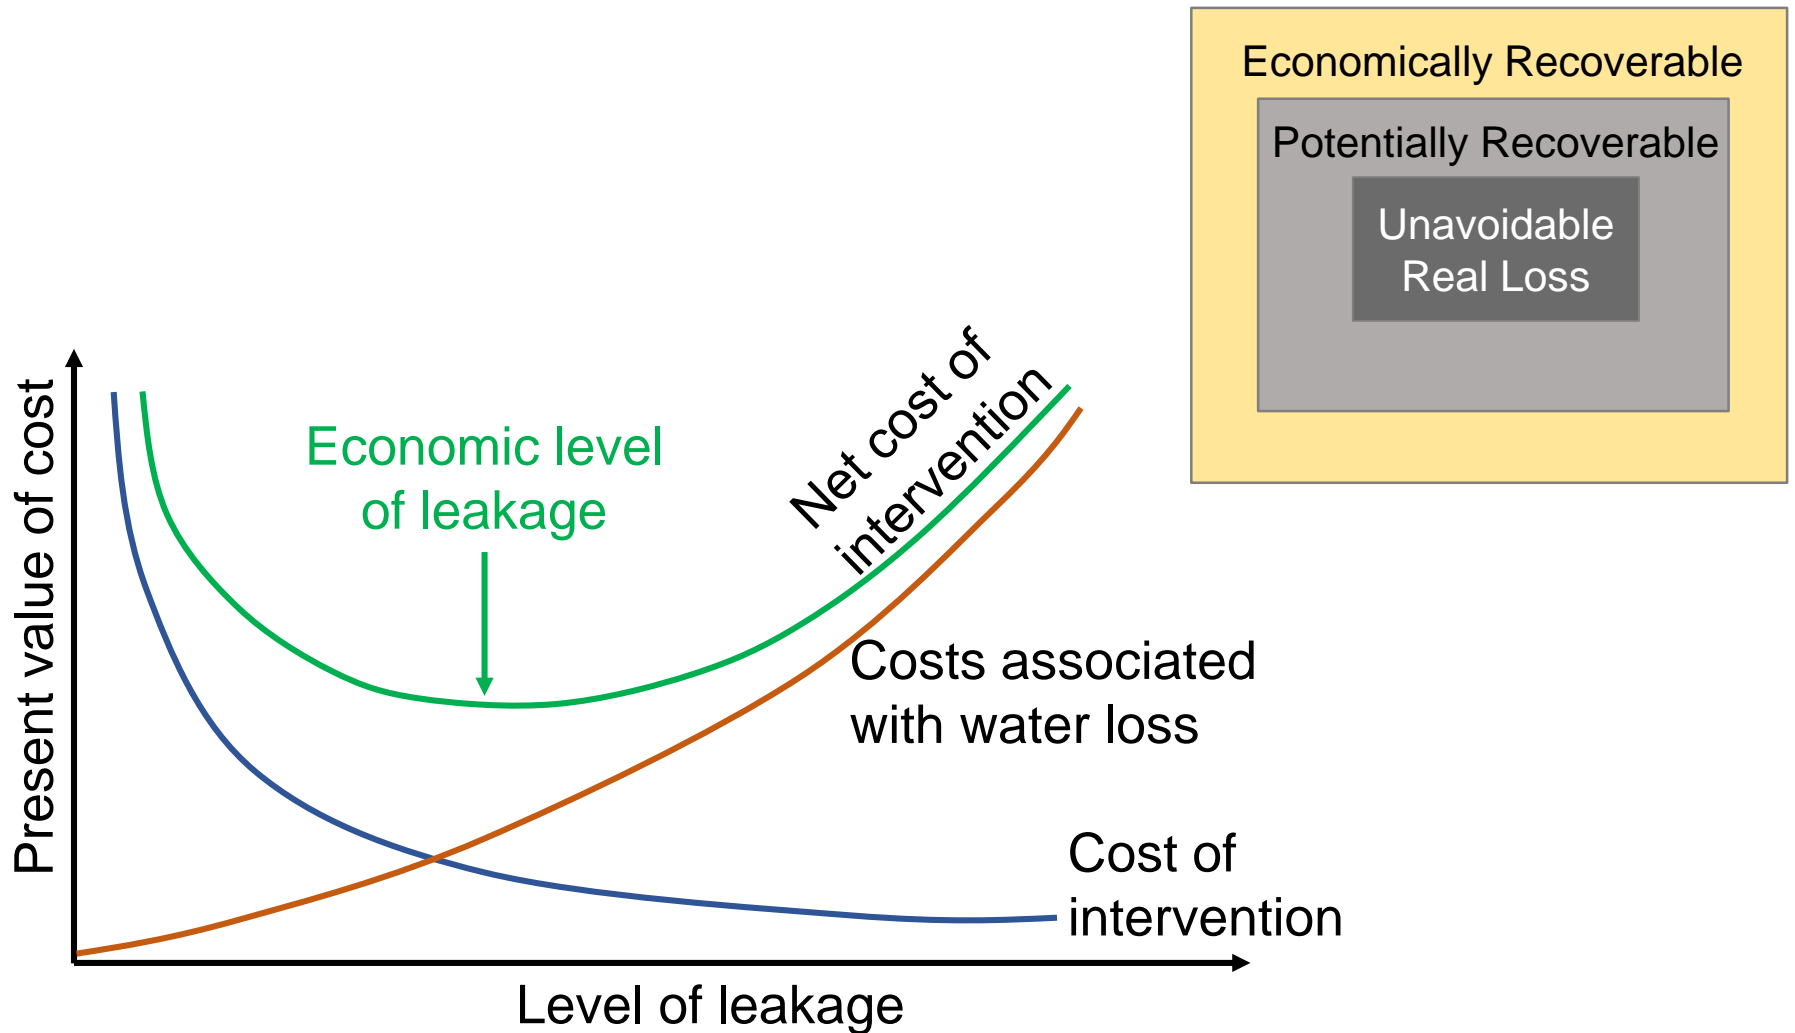 Economically Recoverable
Potentially Recoverable
Unavoidable
Real Loss
Present value of cost
Economic level
of leakage
Net cost of
intervention
Costs associated
with water loss
Cost of
intervention
Level of leakage